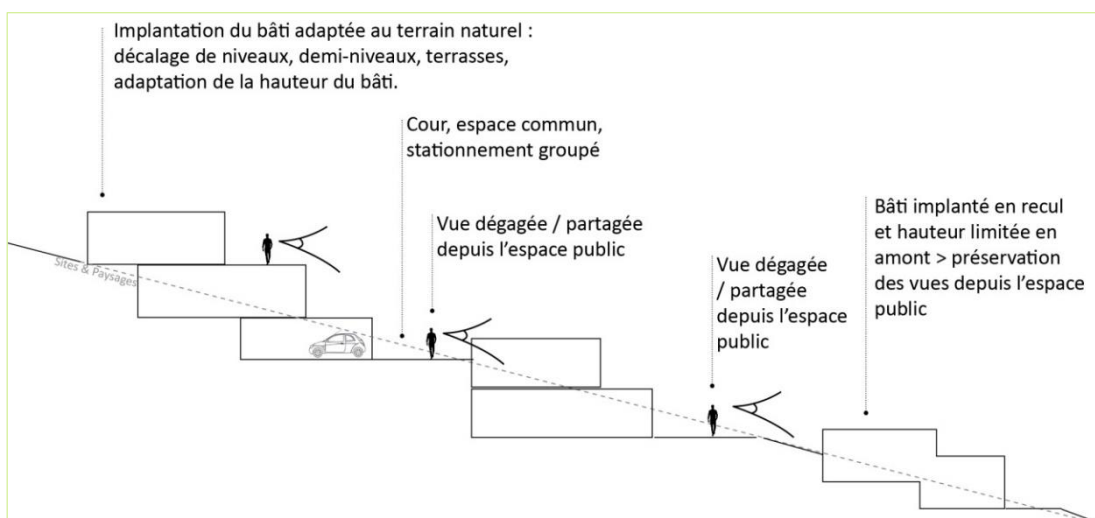 Implantation du bâti adaptée au terrain naturel :
décalage de niveaux, demi-niveaux, terrasses,
adaptation de la hauteur du bâti.
Cour, espace commun,
stationnement groupé
Vue dégagée / partagée
depuis l’espace public
Vue dégagée
/ partagée
depuis l’espace
public
Bâti implanté en recul
et hauteur limitée en
amont > préservation
des vues depuis l’espace
public
Sites & Paysages